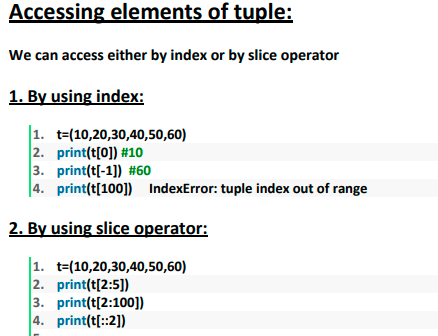 Accessing elements of tuple:
We can access either by index or by slice operator
1. By using index:
1. t=(10,20,30,40,50,60)
2. print(t[0]) #10
3. print(t[-1]) #60
4. print(t[100]) IndexError: tuple index out of range
2. By using slice operator:
1. t=(10,20,30,40,50,60)
2. print(t[2:5])
3. print(t[2:100])
4. print(t[::2])